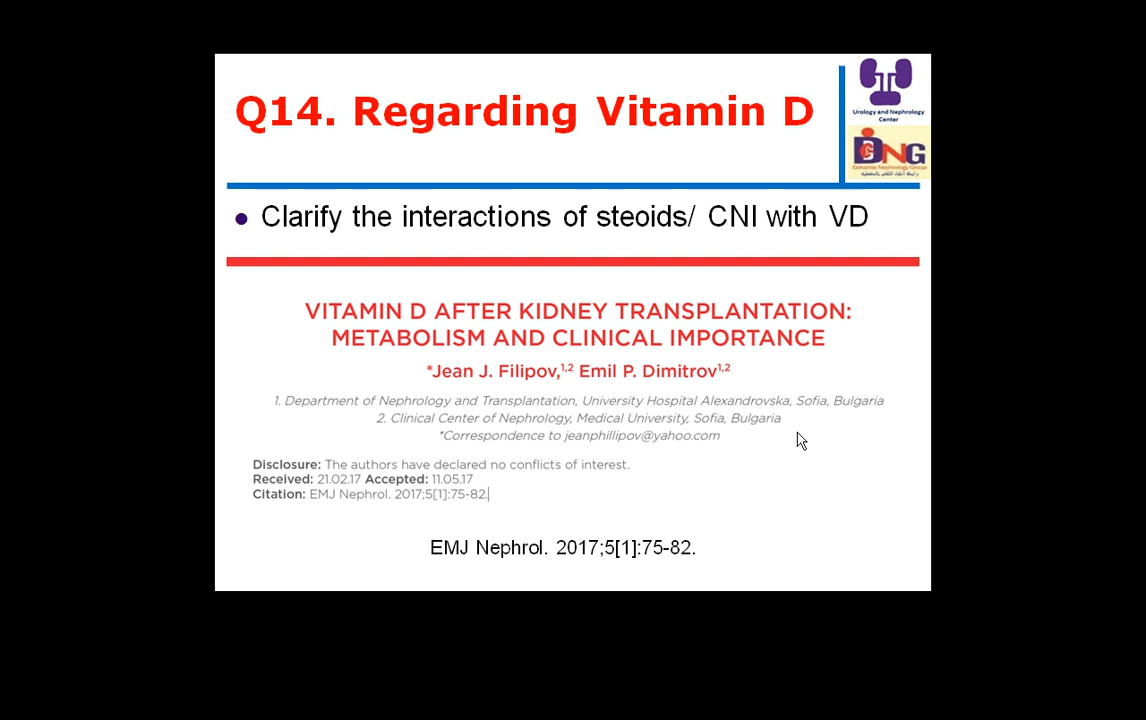 Q14. Regarding Vitamin D
Urology and Nephrology
Center
DNG
● Clarify the interactions of steoids/ CNI with VD
VITAMIN D AFTER KIDNEY TRANSPLANTATION:
METABOLISM AND CLINICAL IMPORTANCE
*Jean J. Filipov,1,2 Emil P. Dimitrov1,2
1. Department of Nephrology and Transplantation, University Hospital Alexandrovska, Sofia, Bulgaria
2. Clinical Center of Nephrology, Medical University, Sofia, Bulgaria
*Correspondence to jeanphillipov@yahoo.com
Disclosure: The authors have declared no conflicts of interest.
Received: 21.02.17 Accepted: 11.05.17
Citation: EMJ Nephrol. 2017;5[1]:75-82.
EMJ Nephrol. 2017;5[1]:75-82.